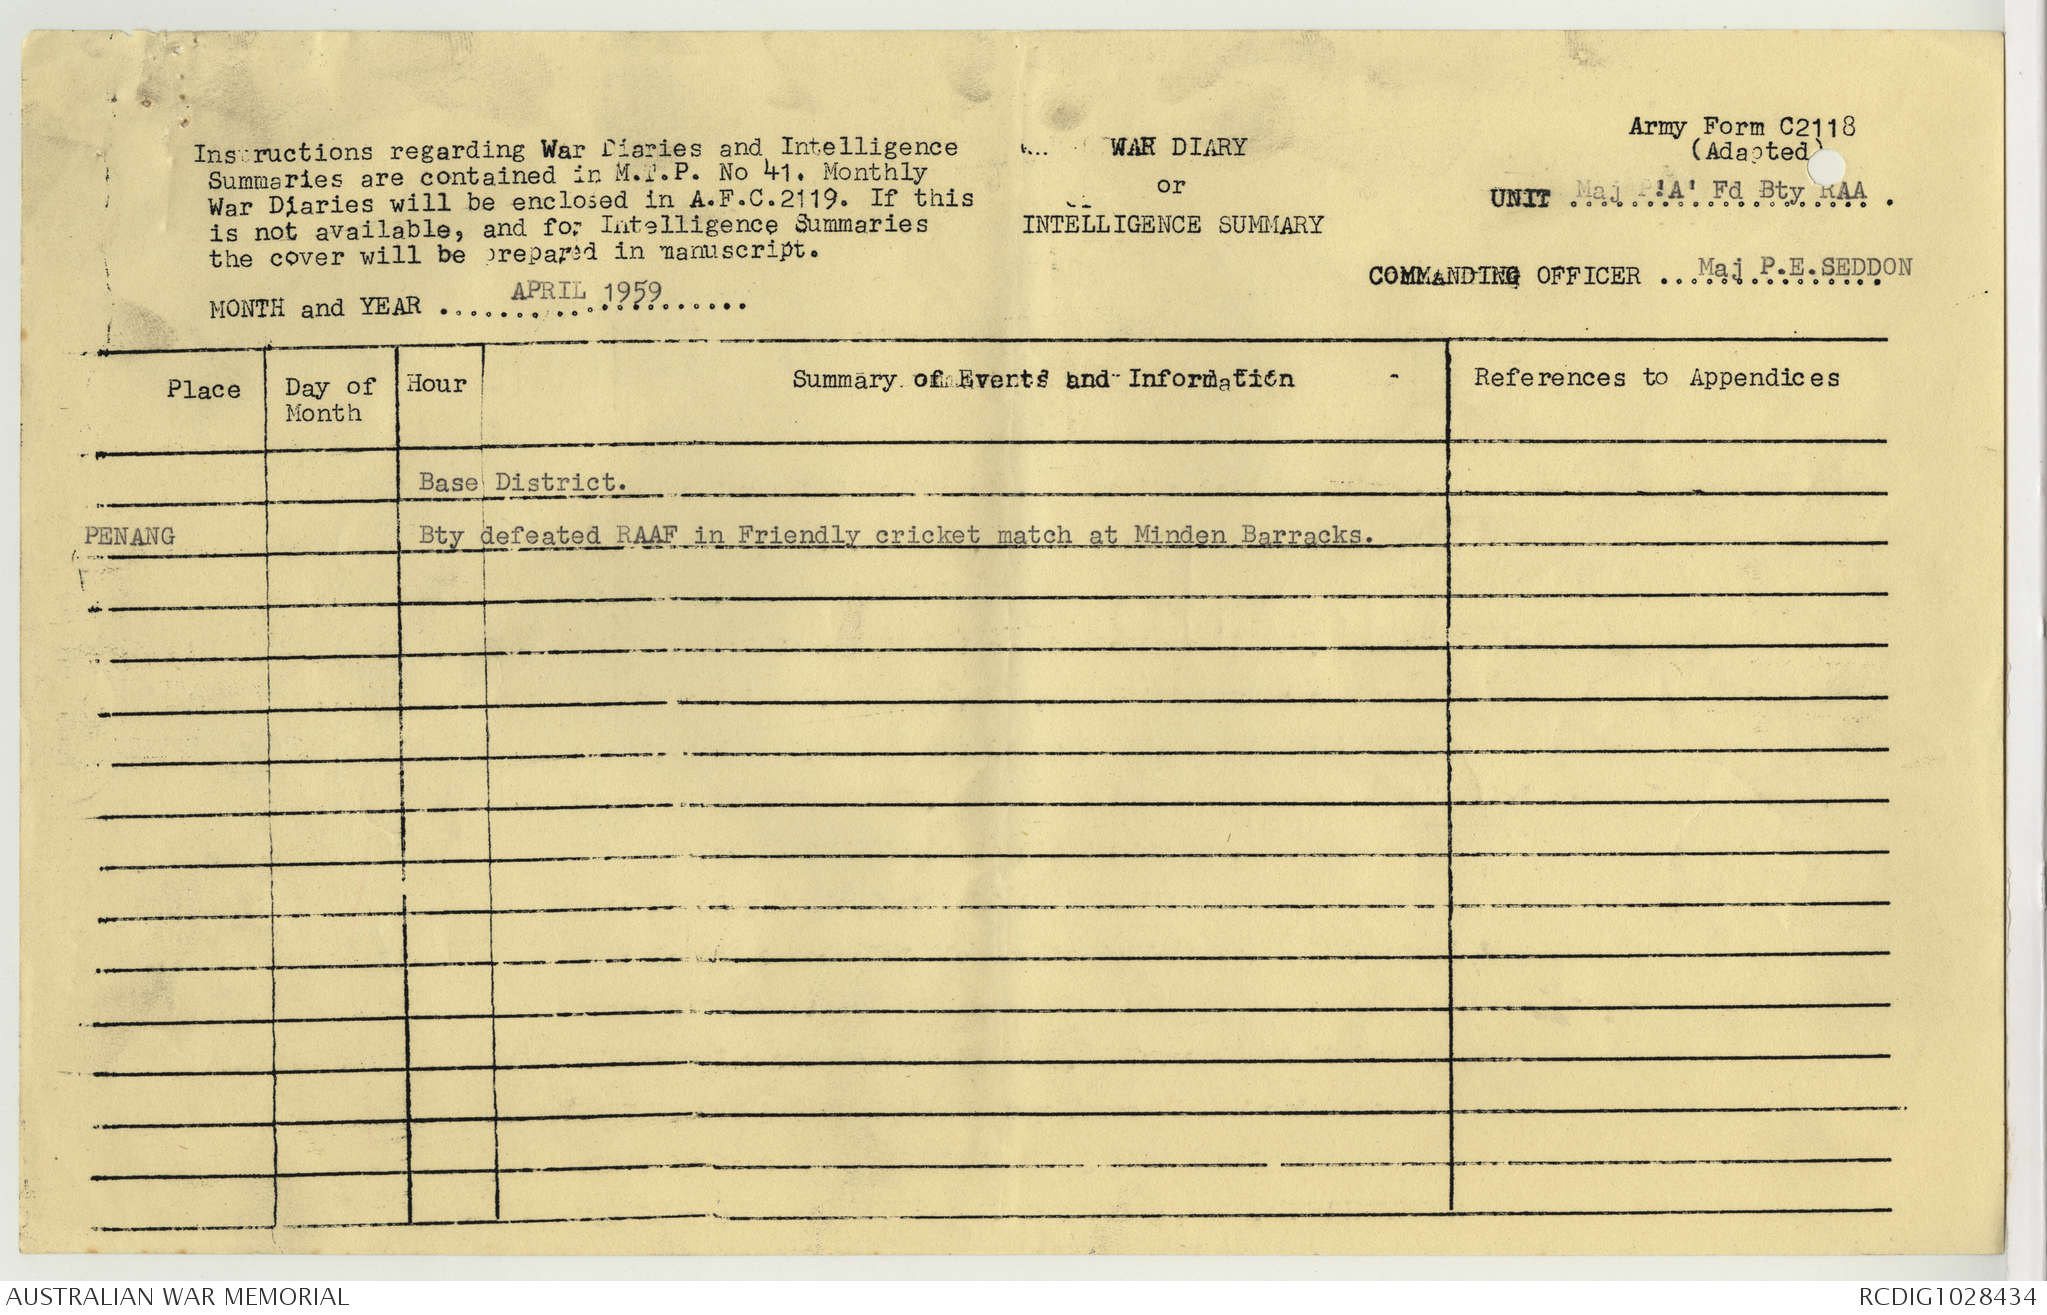 Army Form C2118
(Adapted)
Instructions regarding War Diaries and Intelligence
Summaries are contained in M.T.P. No 41. Monthly
War Diaries will be enclosed in A.F.C.2119. If this
is not available, and for Intelligence Summaries
the cover will be prepared in manuscript.
MONTH and YEAR APRIL 1959
WAR DIARY
or
INTELLIGENCE SUMMARY
UNIT Maj P'A' Fd Bty RAA
COMMANDING OFFICER Maj P.E.SEDDON
Place Day of Month Hour Summary of Events and Information References to Appendices
Base District.
PENANG Bty defeated RAAF in Friendly cricket match at Minden Barracks.
AUSTRALIAN WAR MEMORIAL RCDIG1028434